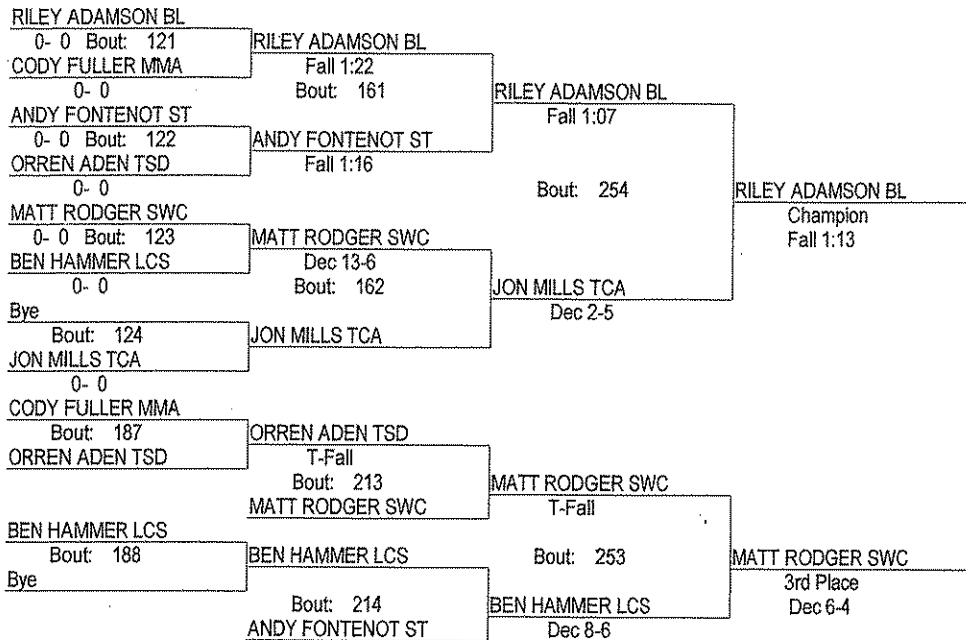 RILEY ADAMSON BL
0- 0 Bout: 121
CODY FULLER MMA
0- 0
RILEY ADAMSON BL
Fall 1:22
Bout: 161
ANDY FONTENOT ST
0- 0 Bout: 122
ORREN ADEN TSD
0- 0
ANDY FONTENOT ST
Fall 1:16
RILEY ADAMSON BL
Fall 1:07
Bout: 254
MATT RODGER SWC
0- 0 Bout: 123
BEN HAMMER LCS
0- 0
MATT RODGER SWC
Dec 13-6
Bout: 162
Bye
Bout: 124
JON MILLS TCA
0- 0
JON MILLS TCA
JON MILLS TCA
Dec 2-5
RILEY ADAMSON BL
Champion
Fall 1:13
CODY FULLER MMA
Bout: 187
ORREN ADEN TSD
ORREN ADEN TSD
T-Fall
Bout: 213
MATT RODGER SWC
MATT RODGER SWC
T-Fall
Bout: 253
BEN HAMMER LCS
Bout: 188
Bye
BEN HAMMER LCS
Bout: 214
ANDY FONTENOT ST
BEN HAMMER LCS
Dec 8-6
MATT RODGER SWC
3rd Place
Dec 6-4